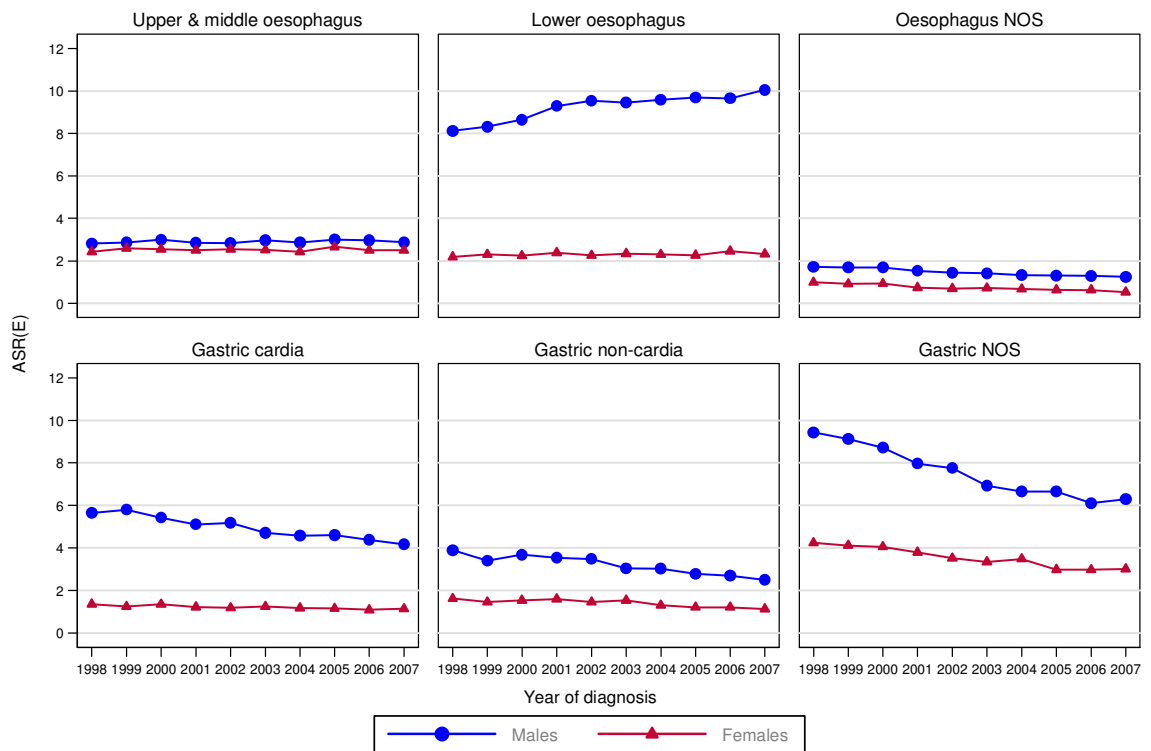 Upper & middle oesophagus Lower oesophagus Oesophagus NOS
12
10
8
6
4
2
0
ASR(E)
Gastric cardia Gastric non-cardia Gastric NOS
12
10
8
6
4
2
0
1998 1999 2000 2001 2002 2003 2004 2005 2006 2007 1998 1999 2000 2001 2002 2003 2004 2005 2006 2007 1998 1999 2000 2001 2002 2003 2004 2005 2006 2007
Year of diagnosis
Males Females